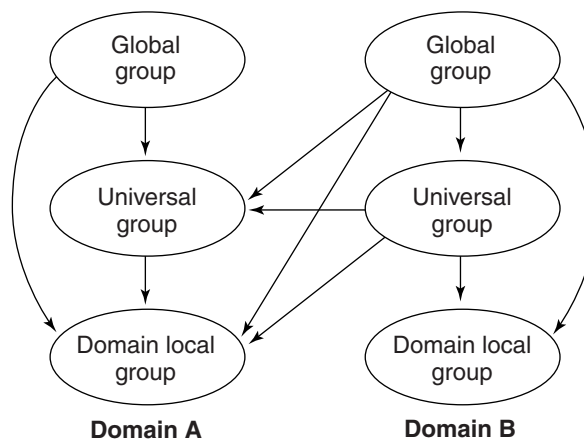 Global
group
Global
group
Universal
group
Universal
group
Domain local
group
Domain local
group
Domain A
Domain B